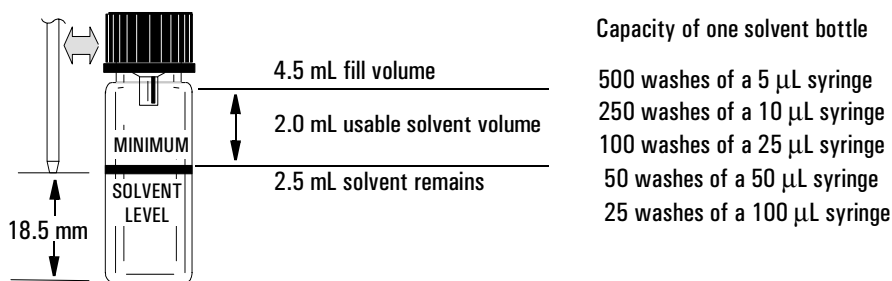 4.5 mL fill volume
2.0 mL usable solvent volume
2.5 mL solvent remains
MINIMUM
SOLVENT
LEVEL
18.5 mm
Capacity of one solvent bottle
500 washes of a 5 μL syringe
250 washes of a 10 μL syringe
100 washes of a 25 μL syringe
50 washes of a 50 μL syringe
25 washes of a 100 μL syringe